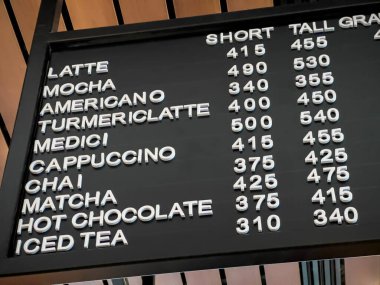 SHORT TALL GRA
LATTE 415 455
MOCHA 490 530
AMERICANO 340 355
TURMERICLATTE 400 450
MEDICI 500 540
CAPPUCCINO 415 455
CHAI 375 425
MATCHA 425 475
HOT CHOCOLATE 375 415
ICED TEA 310 340